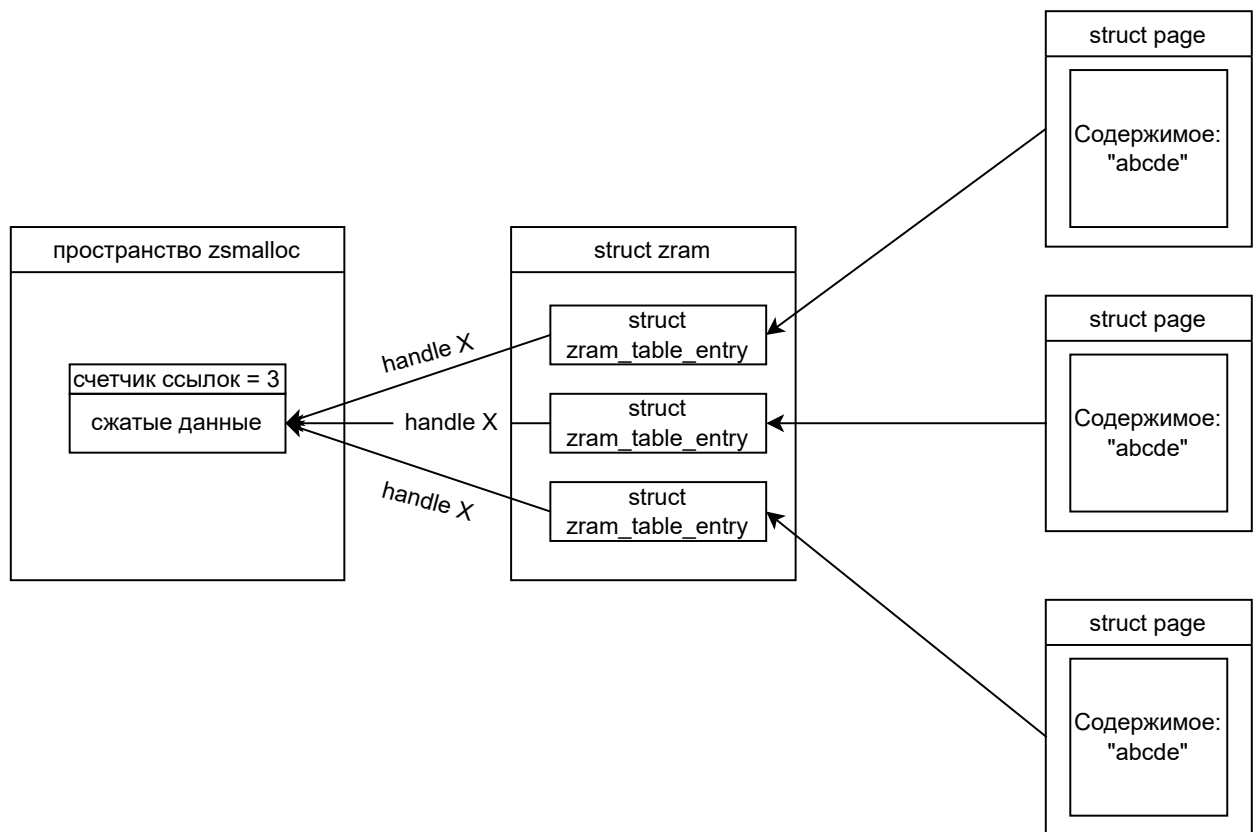 struct page
Содержимое:
"abcde"
пространство zsmalloc
счетчик ссылок = 3
сжатые данные
handle X
handle X
handle X
struct zram
struct
zram_table_entry
struct
zram_table_entry
struct
zram_table_entry
struct page
Содержимое:
"abcde"
struct page
Содержимое:
"abcde"